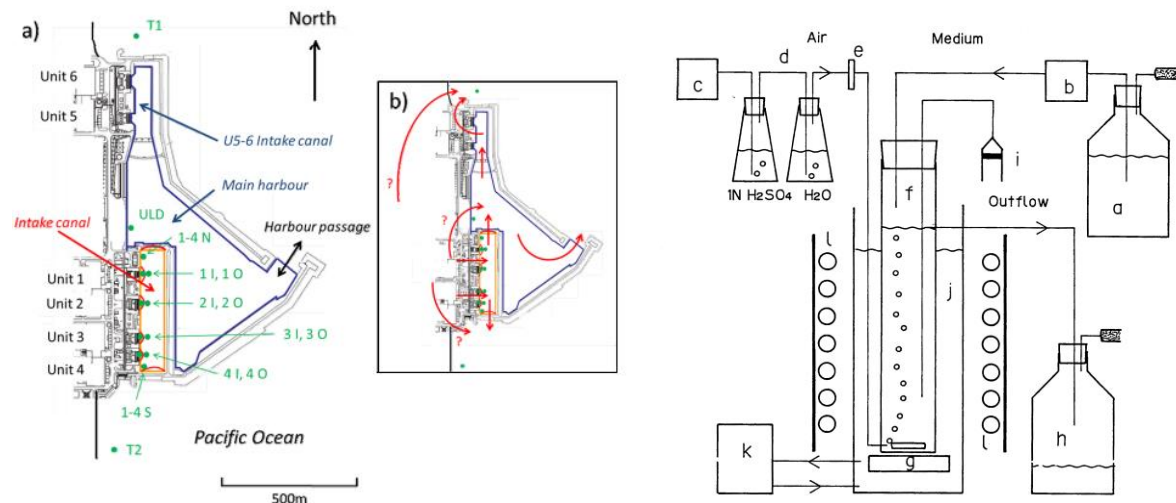 a)
T1
North
Unit 6
Unit 5
U5-6 Intake canal
Main harbour
Intake canal
ULD
1-4 N
Harbour passage
Unit 1
1 I, 1 O
Unit 2
2 I, 2 O
Unit 3
3 I, 3 O
Unit 4
4 I, 4 O
1-4 S
T2
Pacific Ocean
500m
b)
?
?
?
Air
Medium
c
d
e
b
1N H₂SO₄
H₂O
f
i
a
Outflow
l
j
h
k
g
l